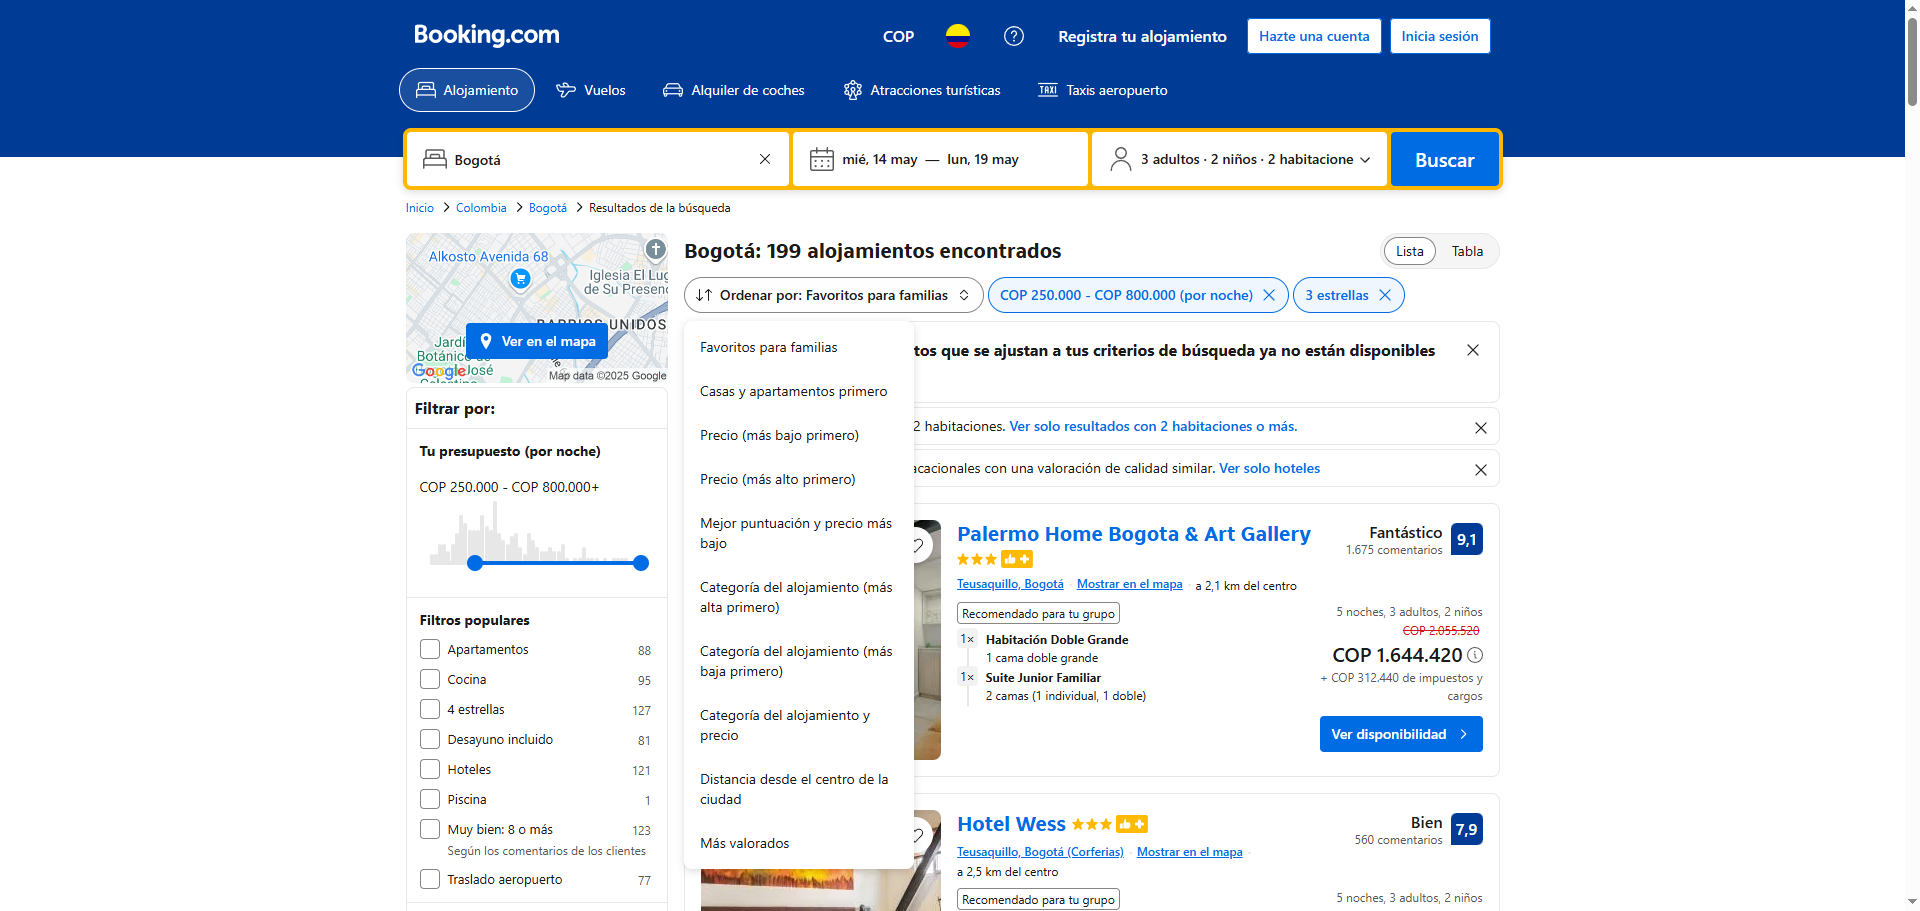 Booking.com
COP
Registra tu alojamiento
Hazte una cuenta
Inicia sesión
Alojamiento
Vuelos
Alquiler de coches
Atracciones turísticas
TAXI Taxis aeropuerto
Bogotá
mié, 14 may — lun, 19 may
3 adultos · 2 niños · 2 habitacione
Buscar
Inicio
Colombia
Bogotá
Resultados de la búsqueda
Alkosto Avenida 68
Iglesia El Lug
de Su Presenc
BARRIOS UNIDOS
Jardí
Botánico de
José
Celestino
Ver en el mapa
Google
Map data ©2025 Google
Filtrar por:
Tu presupuesto (por noche)
COP 250.000 - COP 800.000+
Filtros populares
Apartamentos 88
Cocina 95
4 estrellas 127
Desayuno incluido 81
Hoteles 121
Piscina 1
Muy bien: 8 o más 123
Según los comentarios de los clientes
Traslado aeropuerto 77
Bogotá: 199 alojamientos encontrados
Lista
Tabla
Ordenar por: Favoritos para familias
COP 250.000 - COP 800.000 (por noche)
3 estrellas
Favoritos para familias
Casas y apartamentos primero
Precio (más bajo primero)
Precio (más alto primero)
Mejor puntuación y precio más
bajo
Categoría del alojamiento (más
alta primero)
Categoría del alojamiento (más
baja primero)
Categoría del alojamiento y
precio
Distancia desde el centro de la
ciudad
Más valorados
tos que se ajustan a tus criterios de búsqueda ya no están disponibles
2 habitaciones. Ver solo resultados con 2 habitaciones o más.
acacionales con una valoración de calidad similar. Ver solo hoteles
Palermo Home Bogota & Art Gallery
Teusaquillo, Bogotá
Mostrar en el mapa
a 2,1 km del centro
Recomendado para tu grupo
1× Habitación Doble Grande
1 cama doble grande
1× Suite Junior Familiar
2 camas (1 individual, 1 doble)
Fantástico
1.675 comentarios
9,1
5 noches, 3 adultos, 2 niños
COP 2.055.520
COP 1.644.420
+ COP 312.440 de impuestos y
cargos
Ver disponibilidad
Hotel Wess
Teusaquillo, Bogotá (Corferias)
Mostrar en el mapa
a 2,5 km del centro
Recomendado para tu grupo
Bien
560 comentarios
7,9
5 noches, 3 adultos, 2 niños